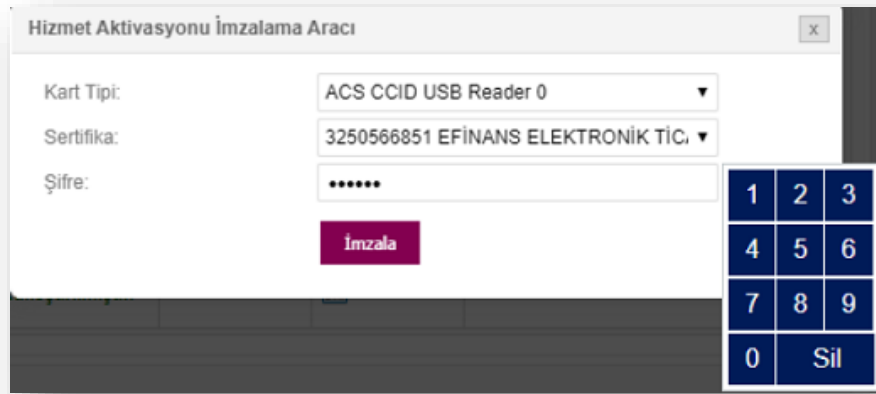 Hizmet Aktivasyonu İmzalama Aracı x
Kart Tipi: ACS CCID USB Reader 0
Sertifika: 3250566851 EFİNANS ELEKTRONİK TİC
Şifre: ••••••
İmzala
1 2 3
4 5 6
7 8 9
0 Sil